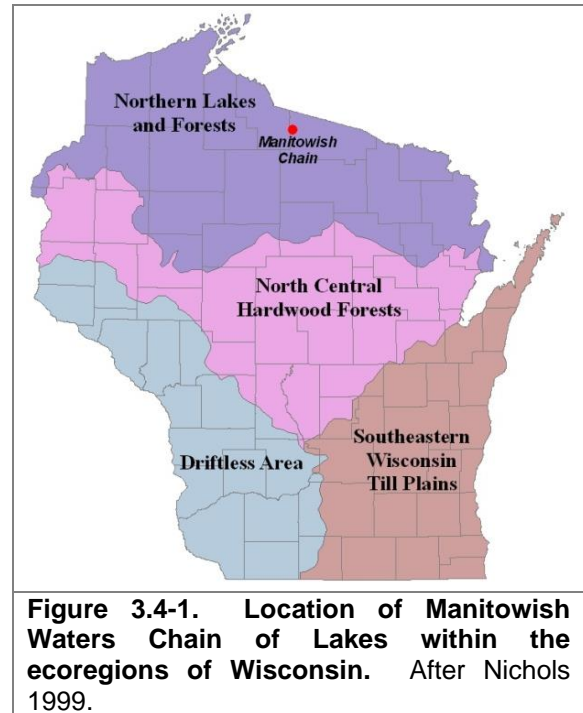 Northern Lakes
and Forests
Manitowish
Chain
North Central
Hardwood Forests
Driftless Area
Southeastern
Wisconsin
Till Plains
Figure 3.4-1. Location of Manitowish
Waters Chain of Lakes within the
ecoregions of Wisconsin. After Nichols
1999.